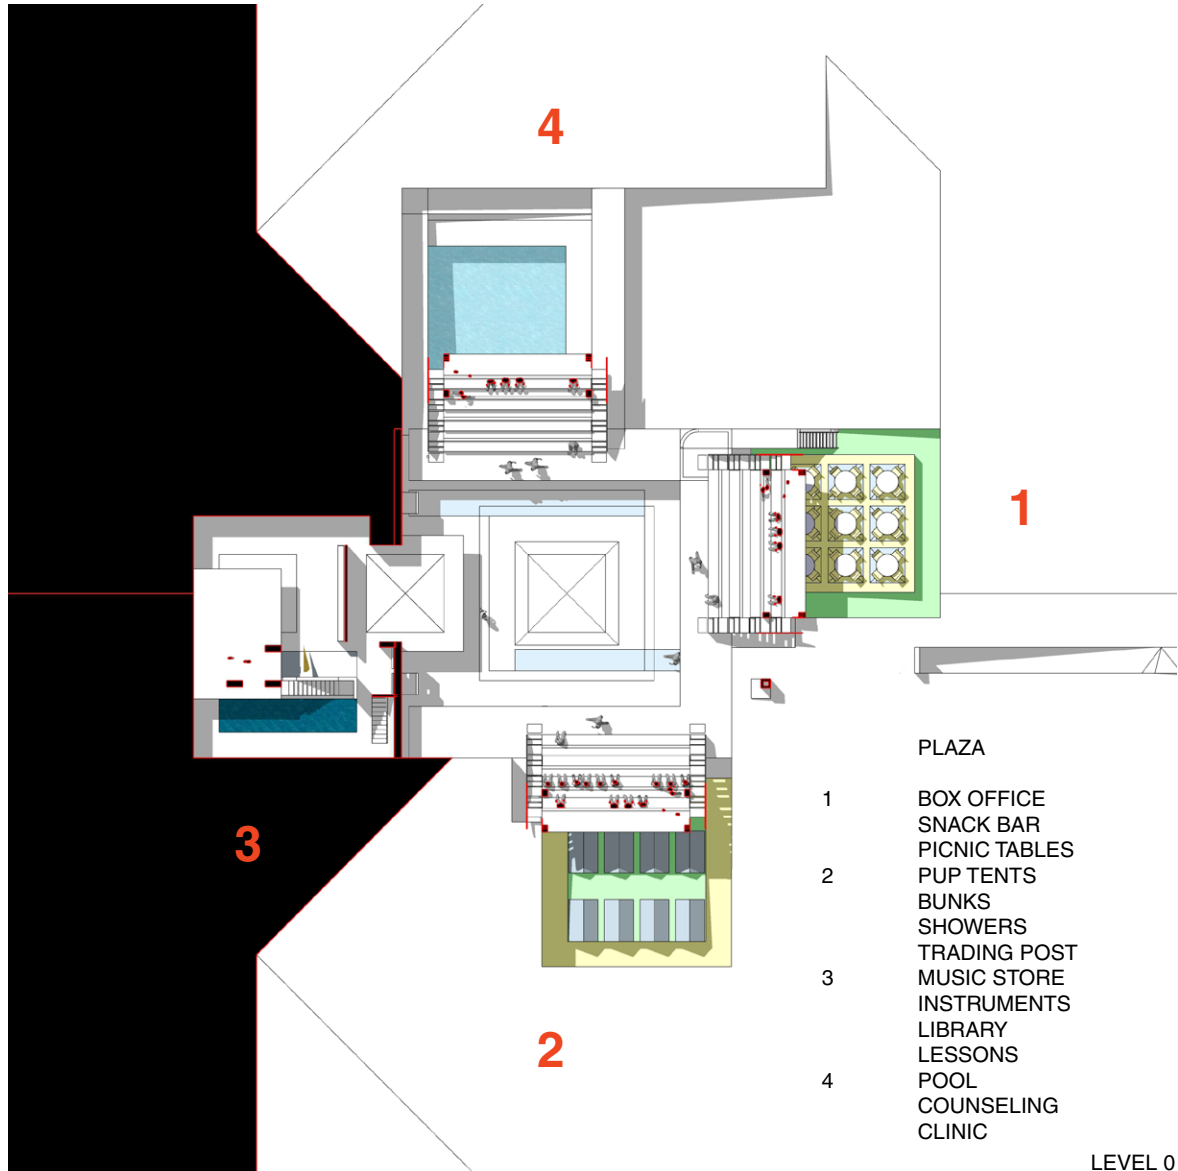 4
1
3
2
PLAZA
1 BOX OFFICE
SNACK BAR
PICNIC TABLES
2 PUP TENTS
BUNKS
SHOWERS
TRADING POST
3 MUSIC STORE
INSTRUMENTS
LIBRARY
LESSONS
4 POOL
COUNSELING
CLINIC
LEVEL 0